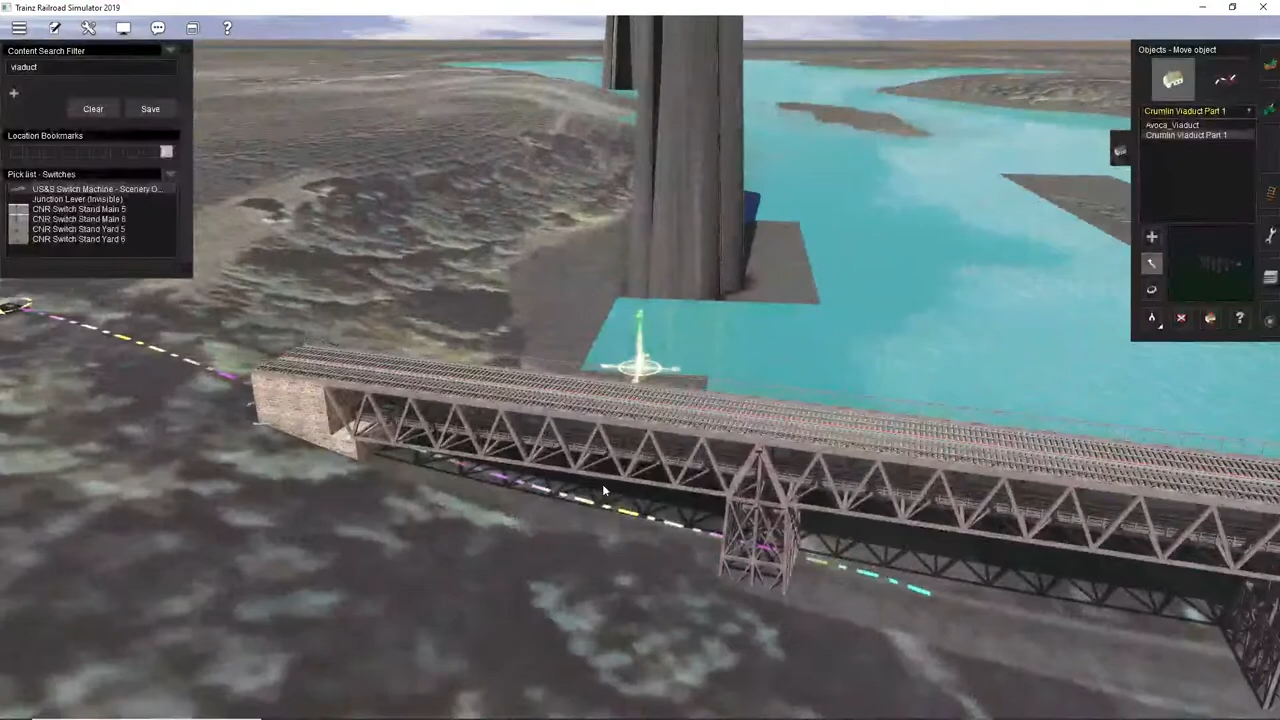 Trainz Railroad Simulator 2019
Content Search Filter
viaduct
Clear
Save
Location Bookmarks
Pick list - Switches
US&S Switch Machine - Scenery O...
Junction Lever (Invisible)
CNR Switch Stand Main 5
CNR Switch Stand Main 6
CNR Switch Stand Yard 5
CNR Switch Stand Yard 6
Objects - Move object
Crumlin Viaduct Part 1
Avoca_Viaduct
Crumlin Viaduct Part 1